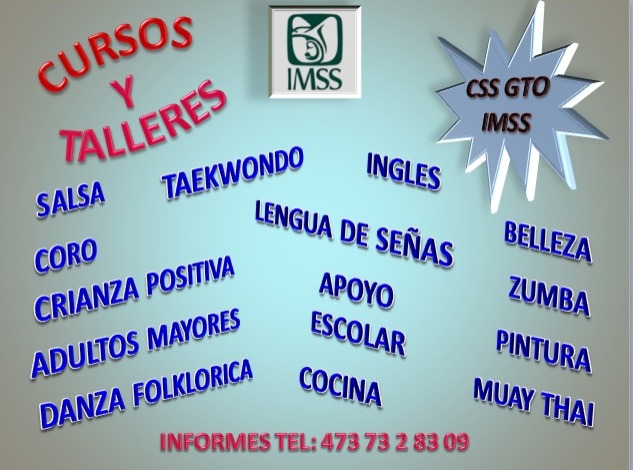 CURSOS
Y
TALLERES
IMSS
CSS GTO
IMSS
SALSA
TAEKWONDO
INGLES
CORO
LENGUA DE SEÑAS
BELLEZA
CRIANZA POSITIVA
APOYO
ESCOLAR
ZUMBA
ADULTOS MAYORES
PINTURA
DANZA FOLKLORICA
COCINA
MUAY THAI
INFORMES TEL: 473 73 2 83 09